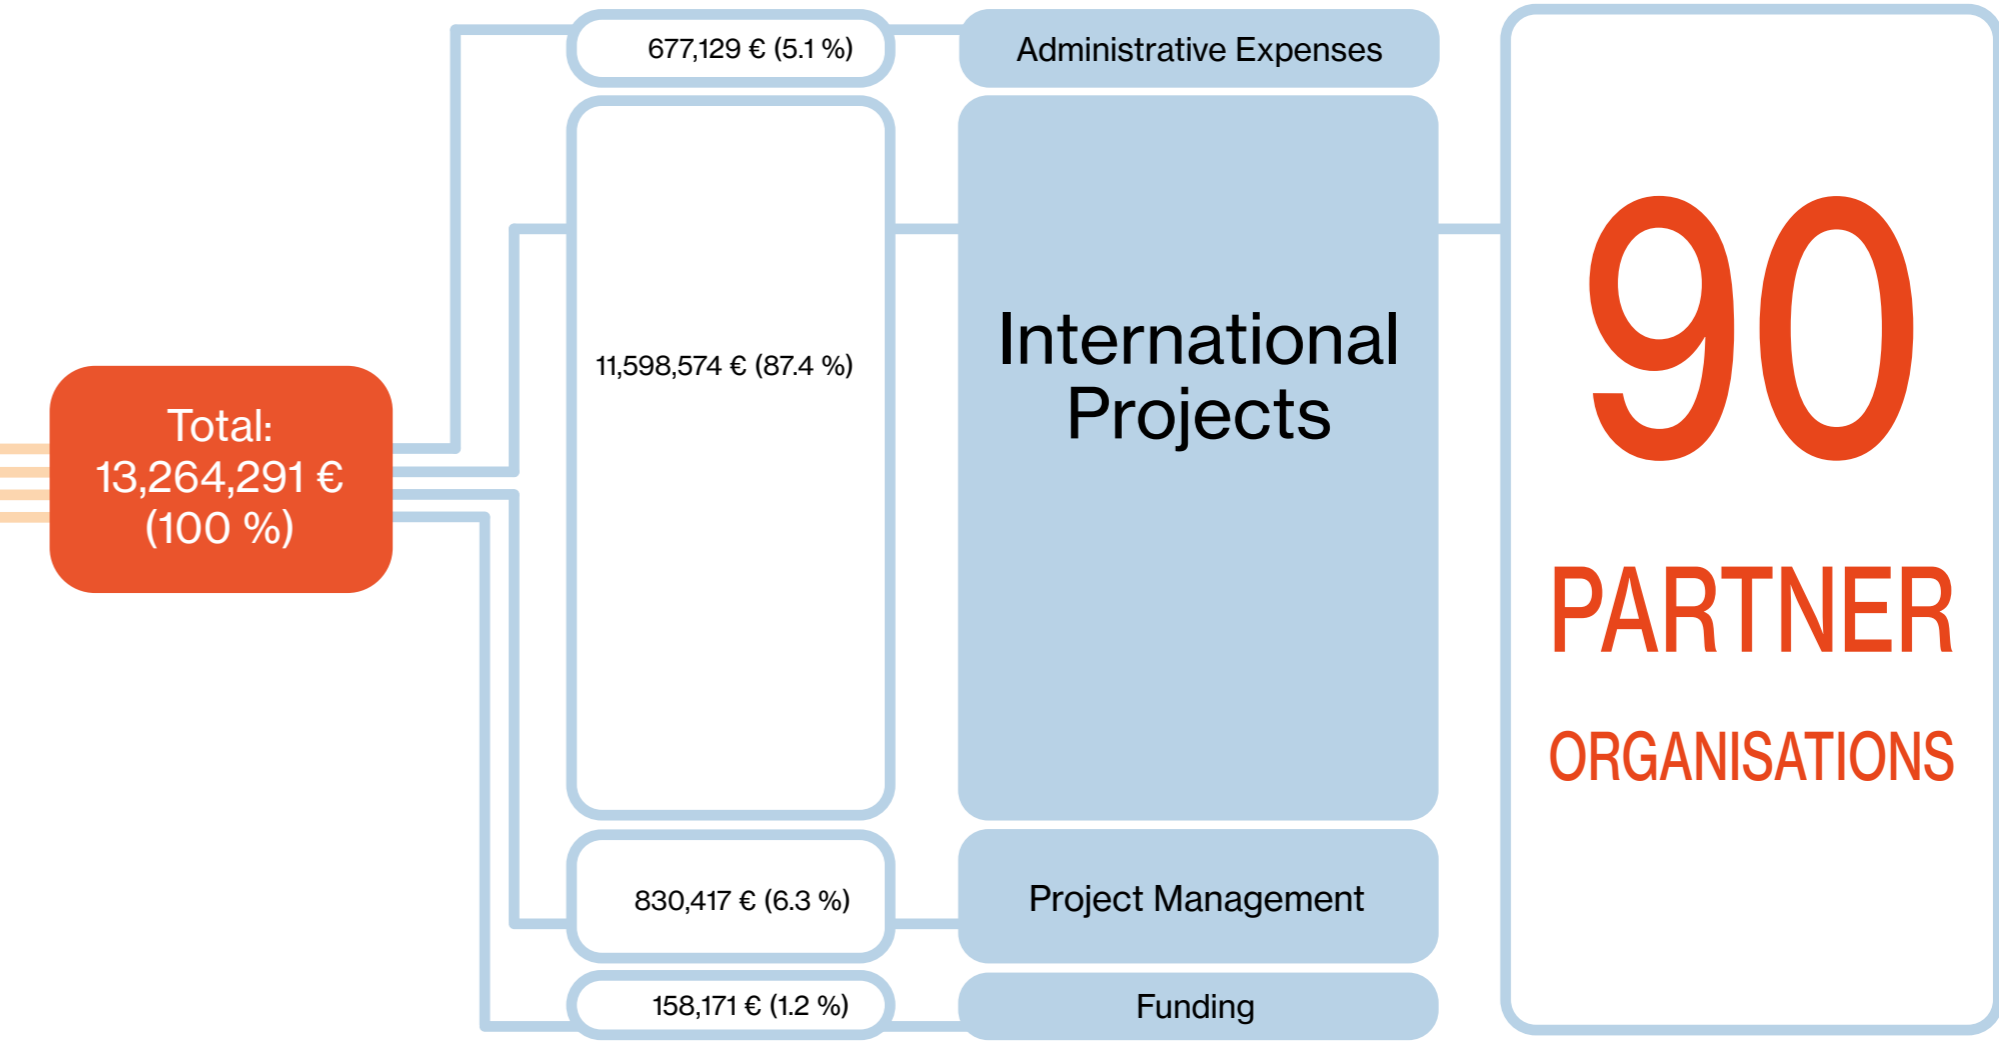 677,129 € (5.1 %)
Administrative Expenses
Total:
13,264,291 €
(100 %)
11,598,574 € (87.4 %)
International
Projects
90
PARTNER
ORGANISATIONS
830,417 € (6.3 %)
Project Management
158,171 € (1.2 %)
Funding